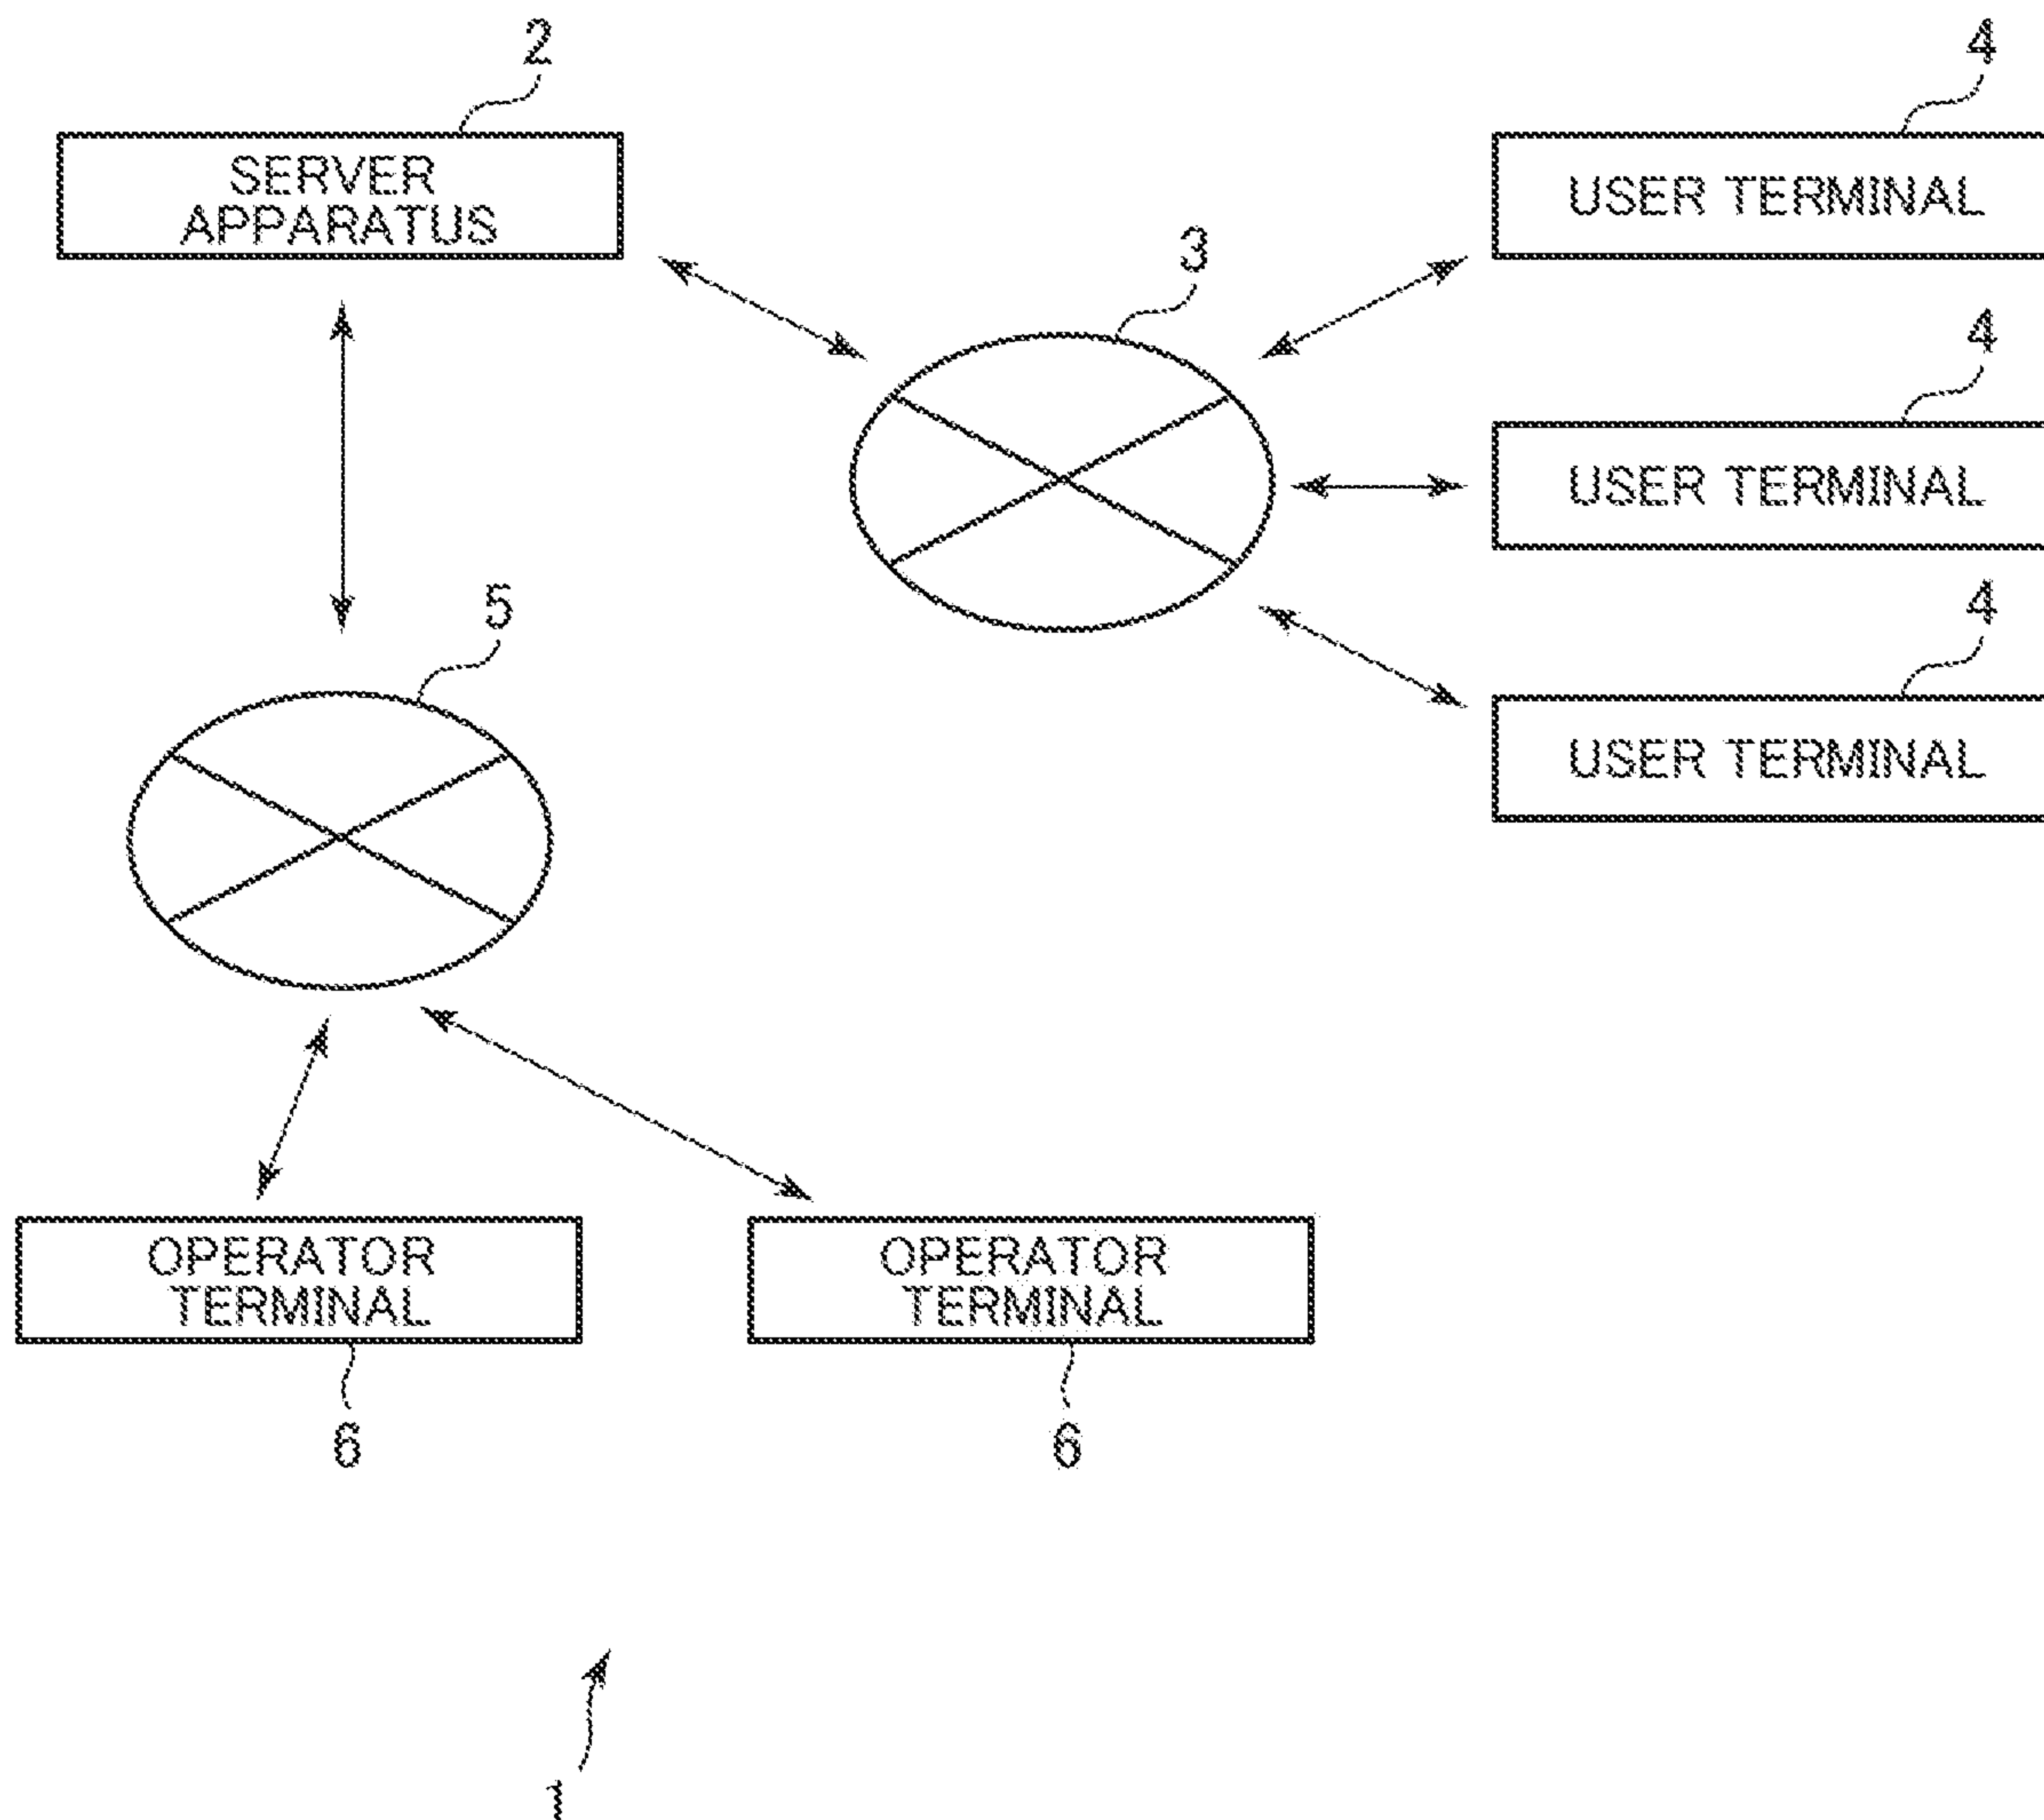 2
4
SERVER
APPARATUS
USER TERMINAL
3
4
USER TERMINAL
5
4
USER TERMINAL
OPERATOR
TERMINAL
OPERATOR
TERMINAL
6
6
1